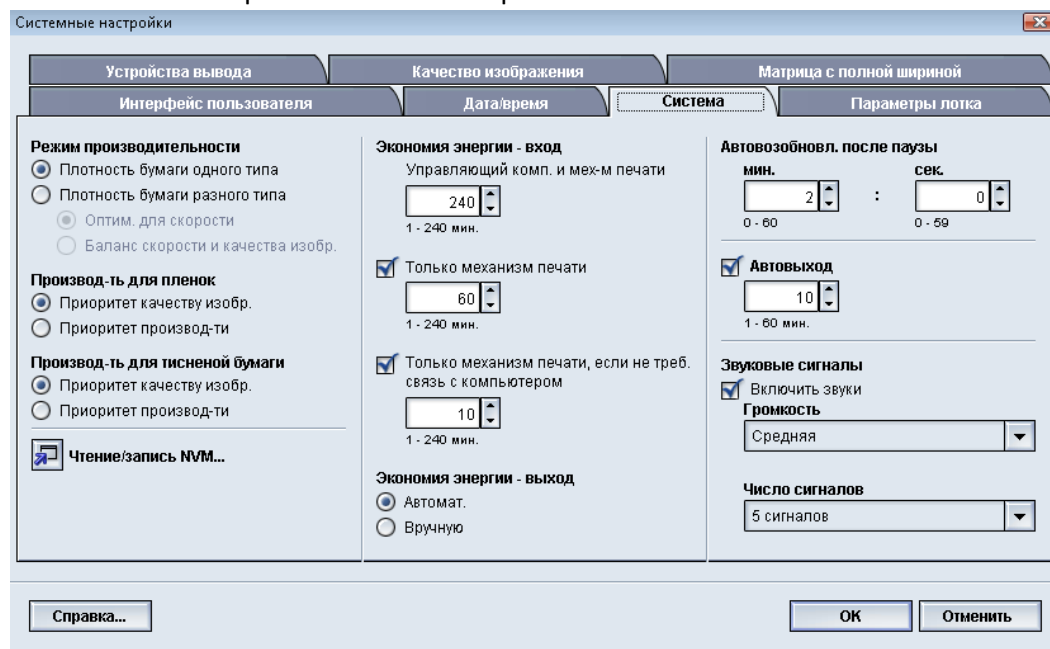 Системные настройки
Устройства вывода
Качество изображения
Матрица с полной шириной
Интерфейс пользователя
Дата/время
Система
Параметры лотка
Режим производительности
Плотность бумаги одного типа
Плотность бумаги разного типа
Оптим. для скорости
Баланс скорости и качества изобр.
Производ-ть для пленок
Приоритет качеству изобр.
Приоритет производ-ти
Производ-ть для тисненой бумаги
Приоритет качеству изобр.
Приоритет производ-ти
Чтение/запись NVM...
Экономия энергии - вход
Управляющий комп. и мех-м печати
240
1 - 240 мин.
Только механизм печати
60
1 - 240 мин.
Только механизм печати, если не треб.
связь с компьютером
10
1 - 240 мин.
Экономия энергии - выход
Автомат.
Вручную
Автовозобновл. после паузы
мин. сек.
2 : 0
0 - 60 0 - 59
Автовыход
10
1 - 60 мин.
Звуковые сигналы
Включить звуки
Громкость
Средняя
Число сигналов
5 сигналов
Справка...
OK
Отменить